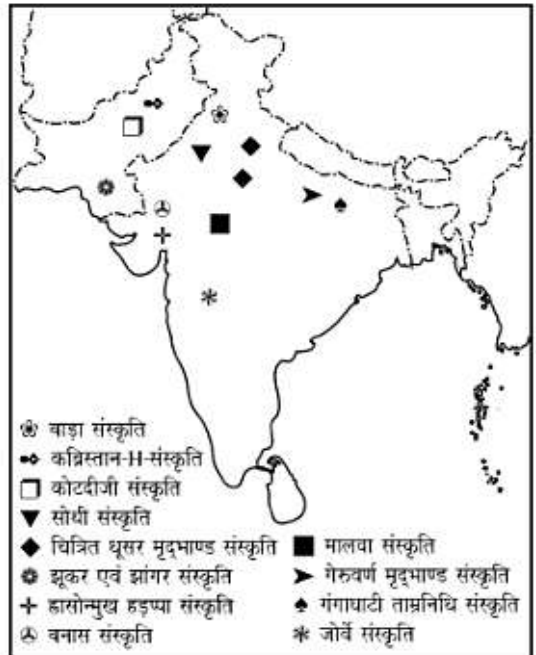 वाड़ा संस्कृति
कब्रिस्तान-H-संस्कृति
कोटदीजी संस्कृति
सोथी संस्कृति
चित्रित धूसर मृद्भाण्ड संस्कृति
झूकर एवं झांगर संस्कृति
ह्रासोन्मुख हड़प्पा संस्कृति
बनास संस्कृति
मालवा संस्कृति
गेरुवर्ण मृद्भाण्ड संस्कृति
गंगाघाटी ताम्रनिधि संस्कृति
जोर्वे संस्कृति